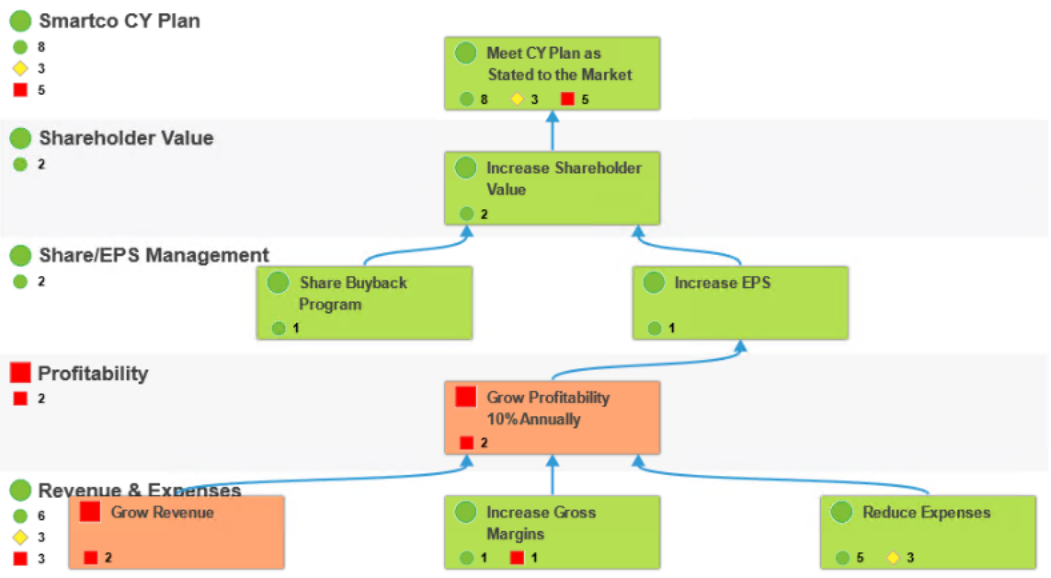 Smartco CY Plan
8
3
5
Meet CY Plan as
Stated to the Market
8 3 5
Shareholder Value
2
Increase Shareholder
Value
2
Share/EPS Management
2
Share Buyback
Program
1
Increase EPS
1
Profitability
2
Grow Profitability
10% Annually
2
Revenue & Expenses
6
3
3
Grow Revenue
2
Increase Gross
Margins
1 1
Reduce Expenses
5 3